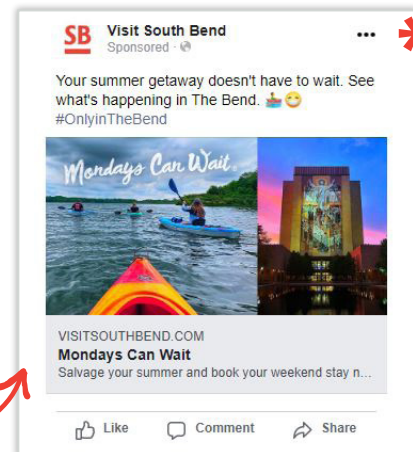 SB Visit South Bend
Sponsored ·
Your summer getaway doesn't have to wait. See
what's happening in The Bend. 🚣😁
#OnlyinTheBend
Mondays Can Wait
VISITSOUTHBEND.COM
Mondays Can Wait
Salvage your summer and book your weekend stay n...
Like Comment Share